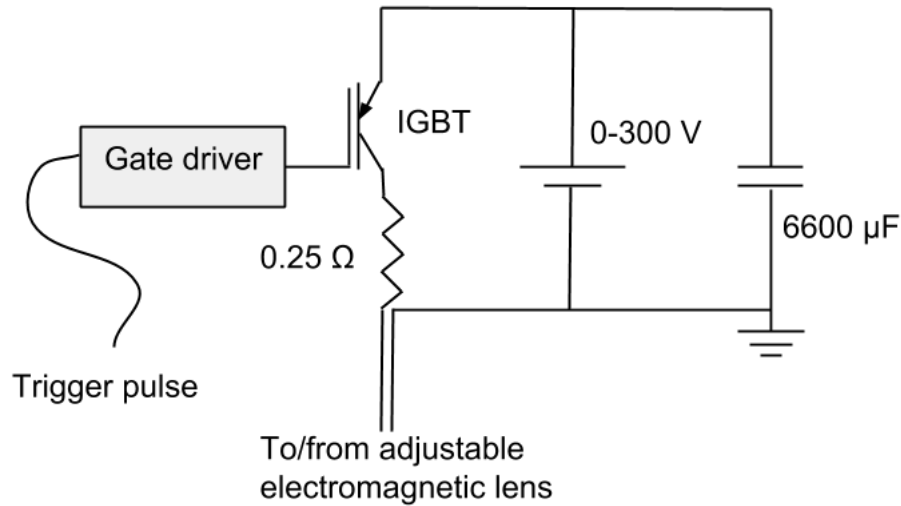 IGBT
0-300 V
Gate driver
6600 µF
0.25 Ω
Trigger pulse
To/from adjustable
electromagnetic lens